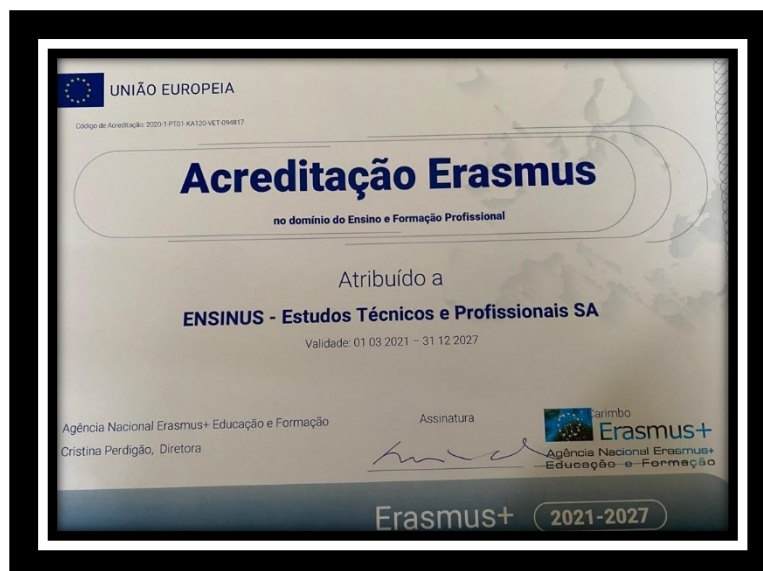 UNIÃO EUROPEIA
Código de Acreditação: 2020-1-PT01-KA120-VET-094817
Acreditação Erasmus
no domínio do Ensino e Formação Profissional
Atribuído a
ENSINUS - Estudos Técnicos e Profissionais SA
Validade: 01 03 2021 – 31 12 2027
Agência Nacional Erasmus+ Educação e Formação
Cristina Perdigão, Diretora
Assinatura
Carimbo
Erasmus+
Agência Nacional Erasmus+
Educação e Formação
Erasmus+ 2021-2027